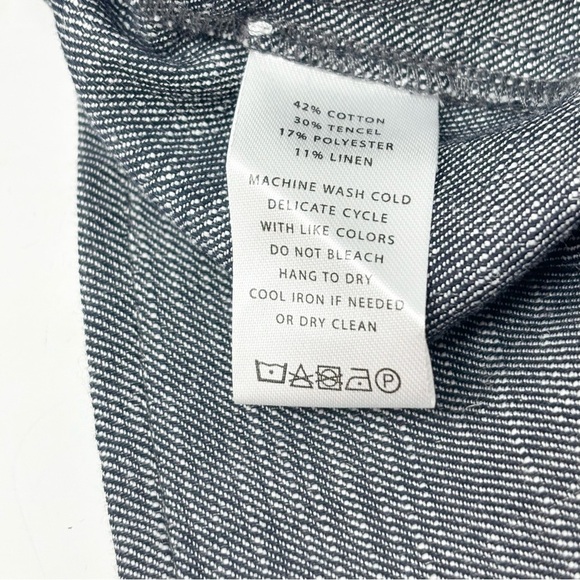 42% COTTON
30% TENCEL
17% POLYESTER
11% LINEN
MACHINE WASH COLD
DELICATE CYCLE
WITH LIKE COLORS
DO NOT BLEACH
HANG TO DRY
COOL IRON IF NEEDED
OR DRY CLEAN
P